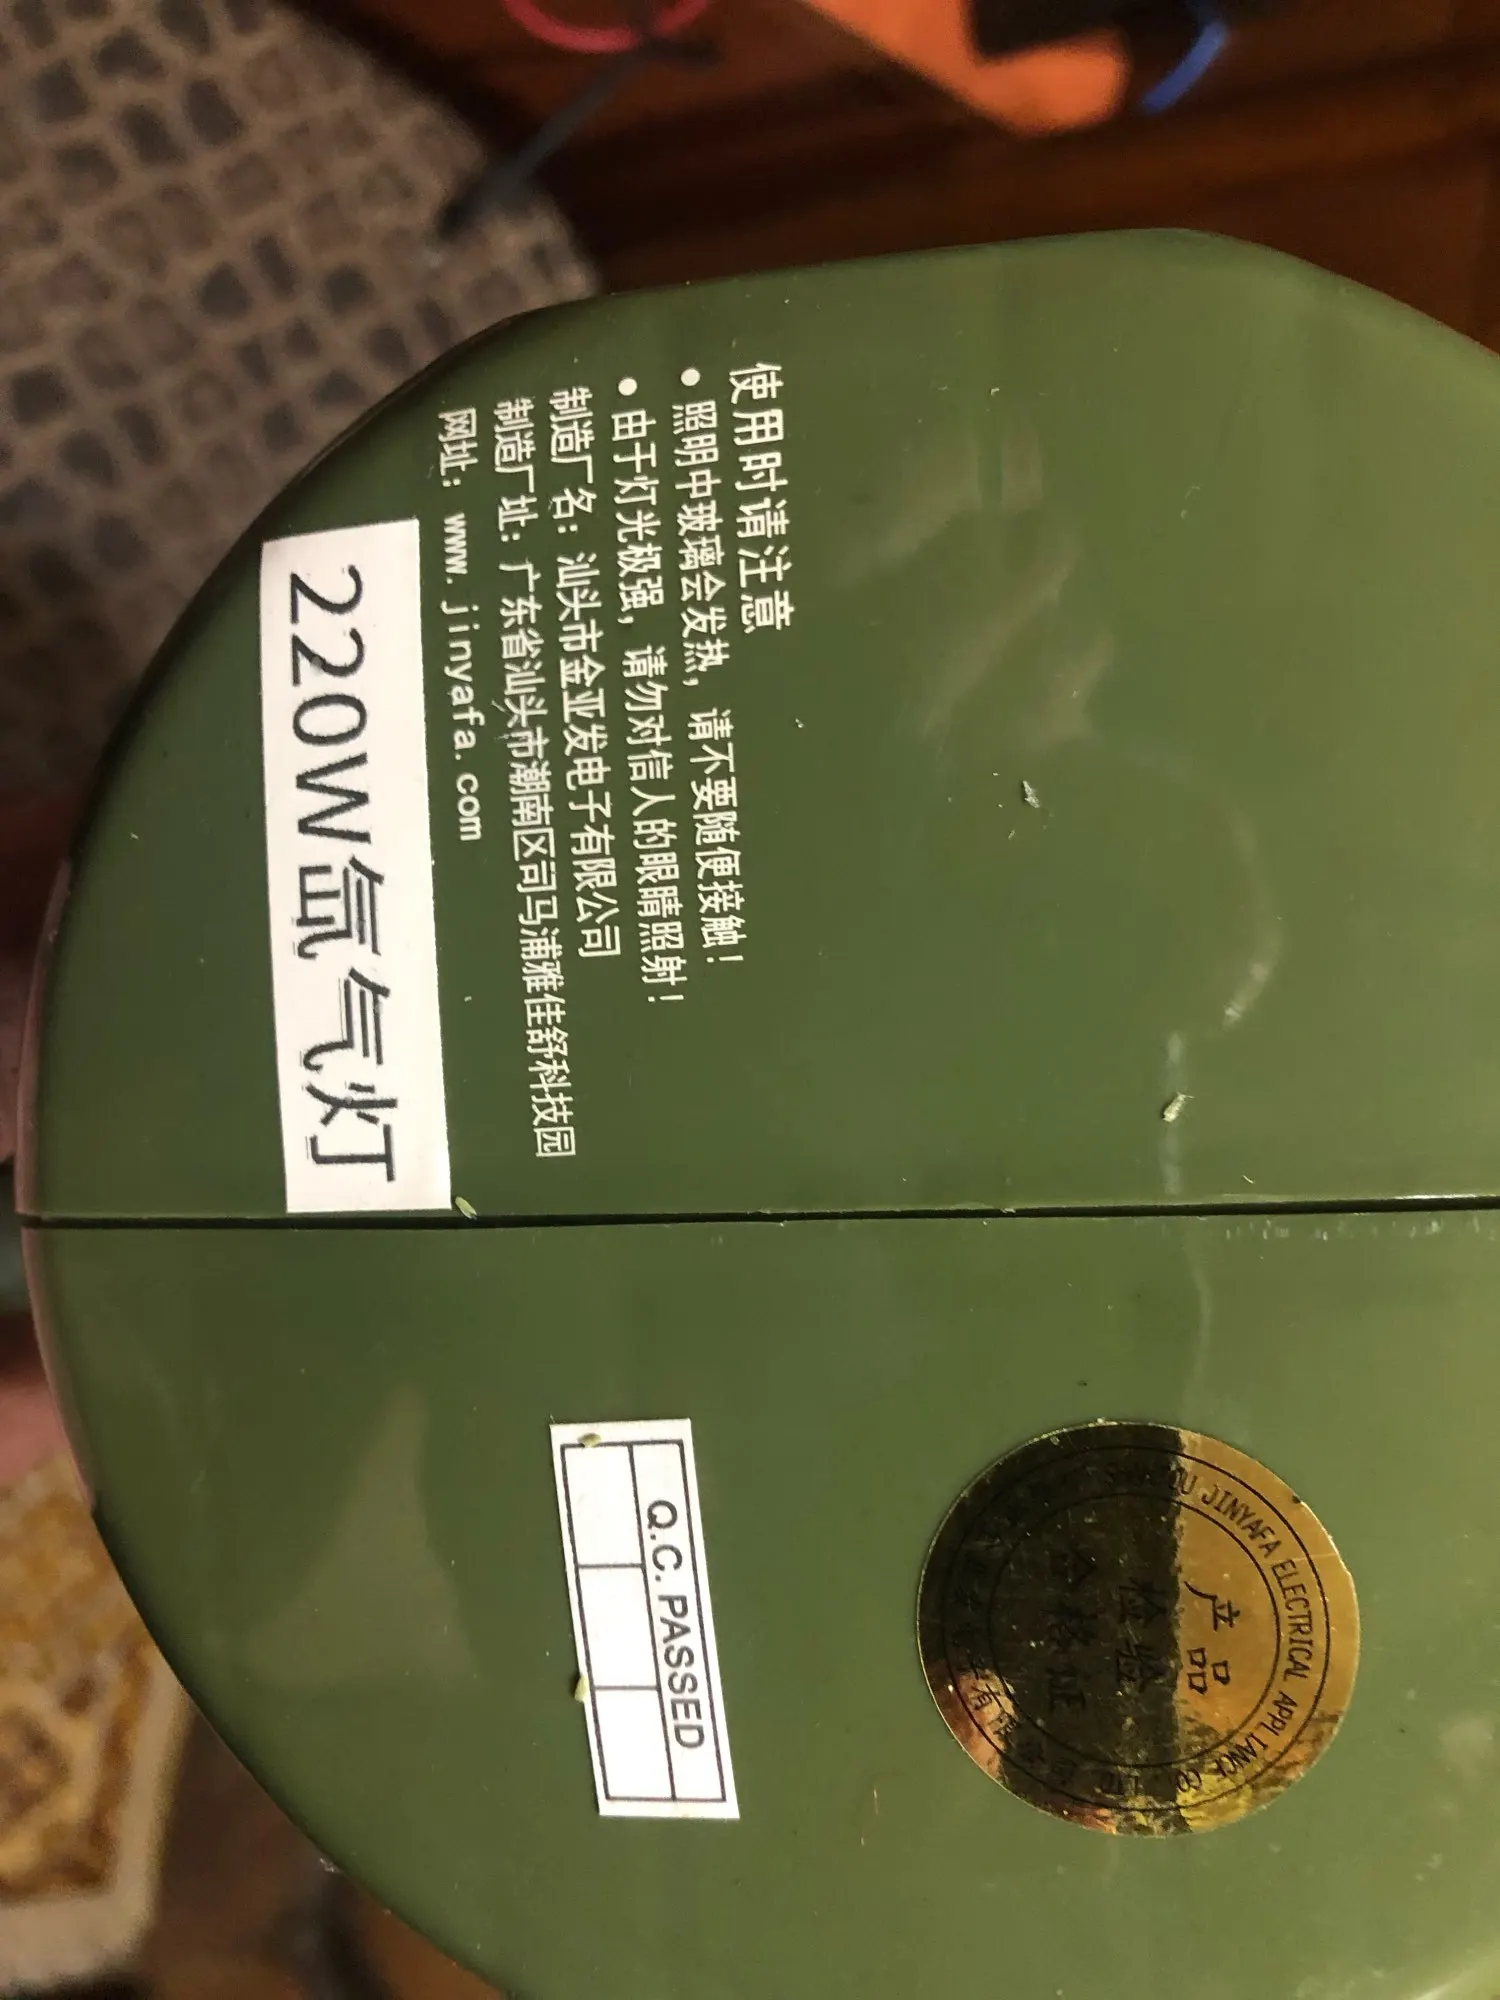 使用时请注意
● 照明中玻璃会发热，请不要随便接触！
● 由于灯光极强，请勿对信人的眼睛照射！
制造厂名：汕头市金亚发电子有限公司
制造厂址：广东省汕头市潮南区司马浦雅佳舒科技园
网址：www.jinyafa.com
220W氙气灯
Q.C. PASSED
JINYAFA ELECTRICAL APPLIANCE CO. LTD
产品
检验
合格证